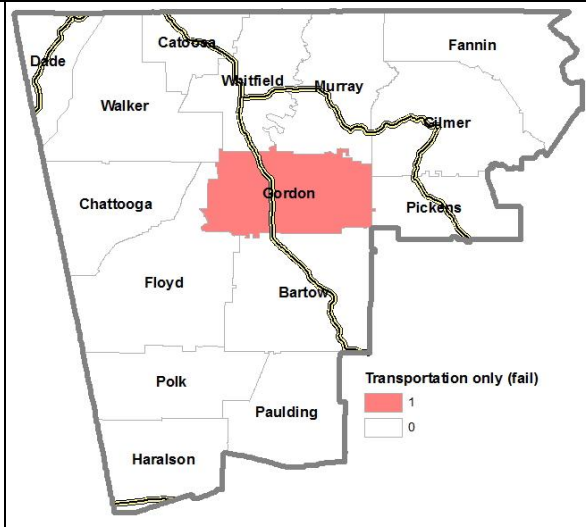 Fannin
Catoosa
Dade
Whitfield
Murray
Walker
Gilmer
Gordon
Chattooga
Pickens
Floyd
Bartow
Transportation only (fail)
1
0
Polk
Paulding
Haralson